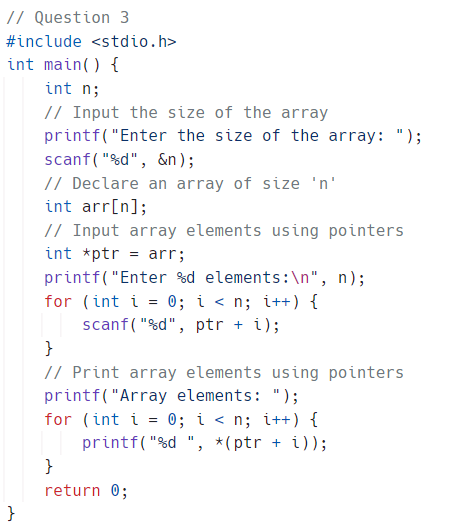 // Question 3
#include <stdio.h>
int main() {
    int n;
    // Input the size of the array
    printf("Enter the size of the array: ");
    scanf("%d", &n);
    // Declare an array of size 'n'
    int arr[n];
    // Input array elements using pointers
    int *ptr = arr;
    printf("Enter %d elements:\n", n);
    for (int i = 0; i < n; i++) {
        scanf("%d", ptr + i);
    }
    // Print array elements using pointers
    printf("Array elements: ");
    for (int i = 0; i < n; i++) {
        printf("%d ", *(ptr + i));
    }
    return 0;
}